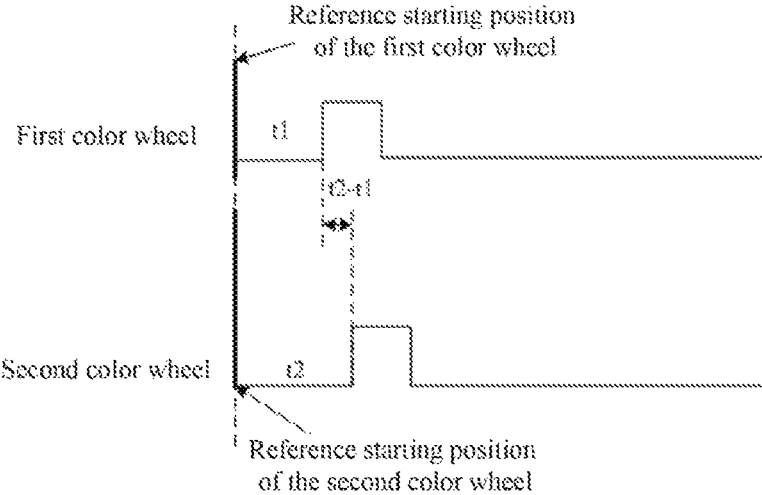 Reference starting position
of the first color wheel
First color wheel
t1
t2-t1
Second color wheel
t2
Reference starting position
of the second color wheel